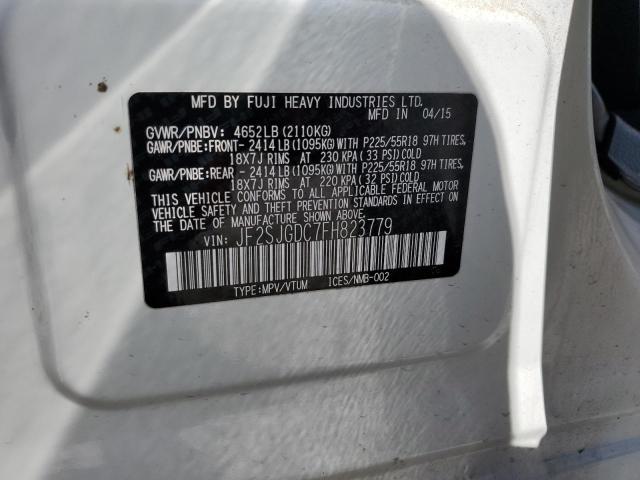 MFD BY FUJI HEAVY INDUSTRIES LTD.
MFD IN 04/15
GVWR/PNBV: 4652LB(2110KG)
GAWR/PNBE:FRONT- 2414LB(1095KG)WITH P225/55R18 97H TIRES,
18X7J RIMS AT 230 KPA(33 PSI)COLD
GAWR/PNBE:REAR - 2414LB(1095KG)WITH P225/55R18 97H TIRES,
18X7J RIMS AT 220 KPA(32 PSI)COLD
THIS VEHICLE CONFORMS TO ALL APPLICABLE FEDERAL MOTOR
VEHICLE SAFETY AND THEFT PREVENTION STANDARDS IN EFFECT ON
THE DATE OF MANUFACTURE SHOWN ABOVE.
VIN: JF2SJGDC7FH823779
TYPE:MPV/VTUM ICES/NMB-002